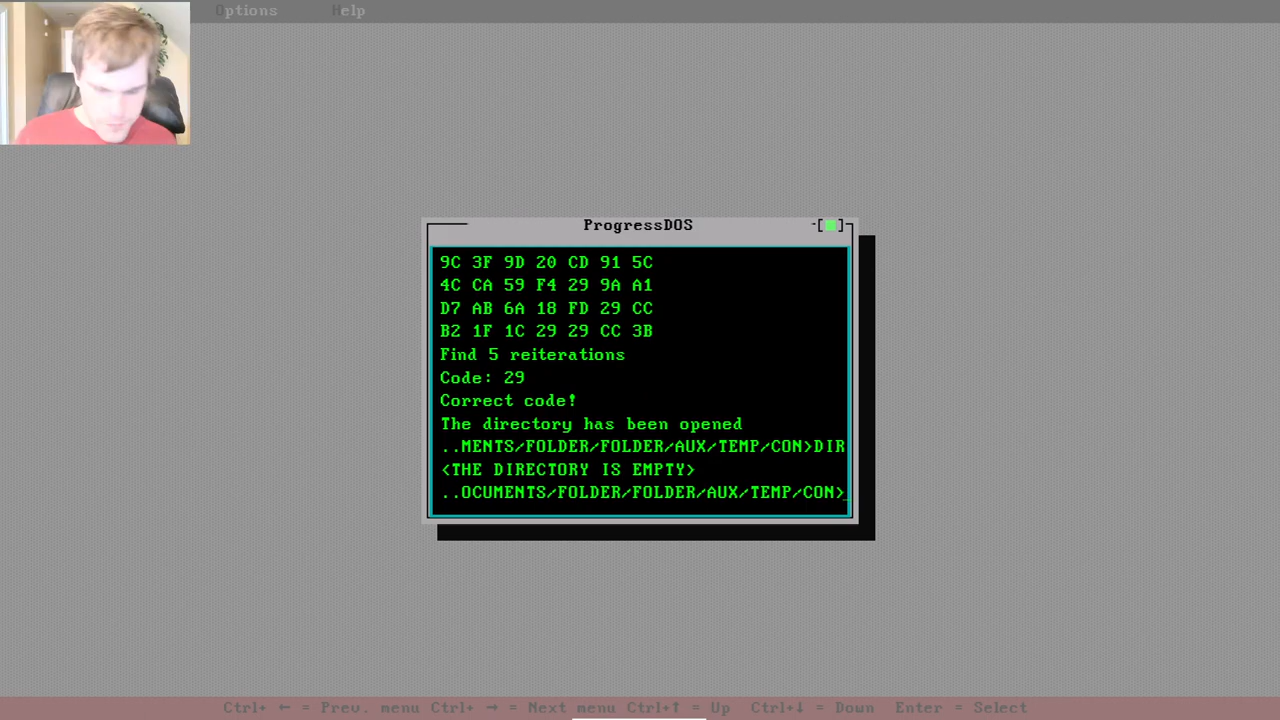 Options Help
ProgressDOS
9C 3F 9D 20 CD 91 5C
4C CA 59 F4 29 9A A1
D7 AB 6A 18 FD 29 CC
B2 1F 1C 29 29 CC 3B
Find 5 reiterations
Code: 29
Correct code!
The directory has been opened
..MENTS/FOLDER/FOLDER/AUX/TEMP/CON>DIR
<THE DIRECTORY IS EMPTY>
..OCUMENTS/FOLDER/FOLDER/AUX/TEMP/CON>_
Ctrl+ ← = Prev. menu Ctrl+ → = Next menu Ctrl+↑ = Up Ctrl+↓ = Down Enter = Select